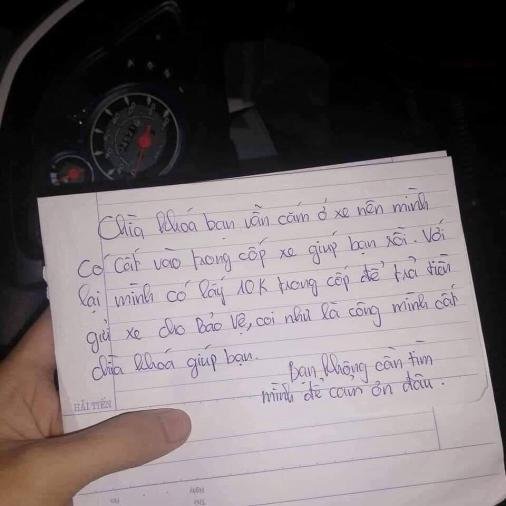 Chìa khoá bạn vẫn cắm ở xe nên mình
có cất vào trong cốp xe giúp bạn rồi. Với
lại mình có lấy 10K trong cốp để trả tiền
gửi xe cho Bảo Vệ, coi như là công mình cất
chìa khoá giúp bạn.
Bạn không cần tìm
mình để cảm ơn đâu.
HẢI TIẾN